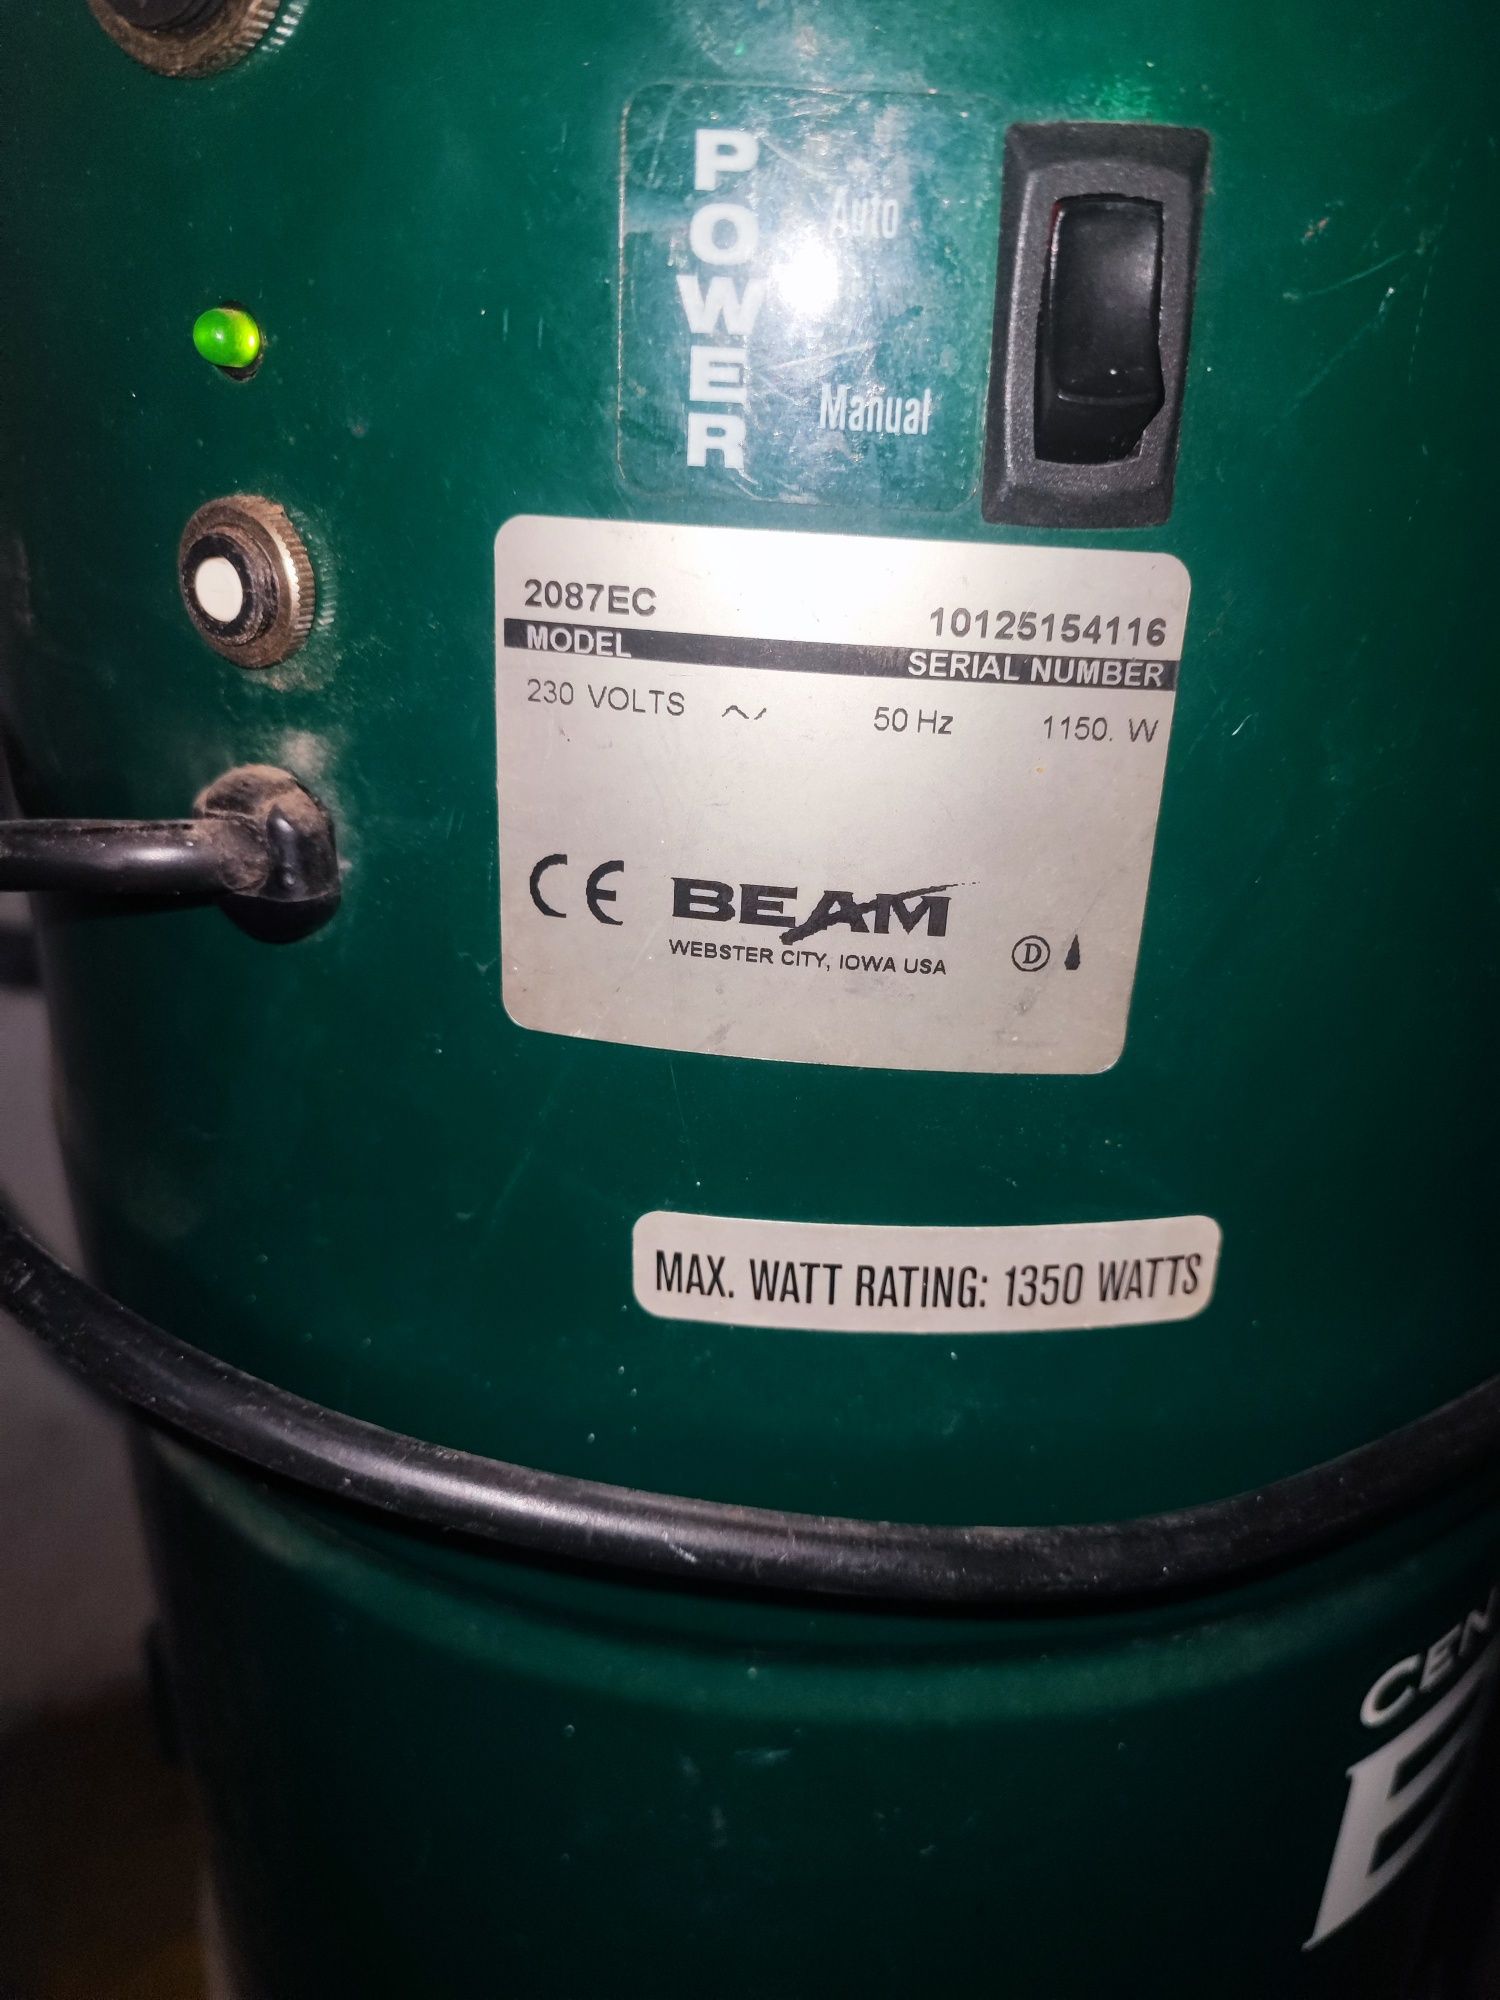 POWER
Auto
Manual
2087EC 10125154116
MODEL SERIAL NUMBER
230 VOLTS 50 Hz 1150. W
CE BEAM
WEBSTER CITY, IOWA USA
D
MAX. WATT RATING: 1350 WATTS
CEN